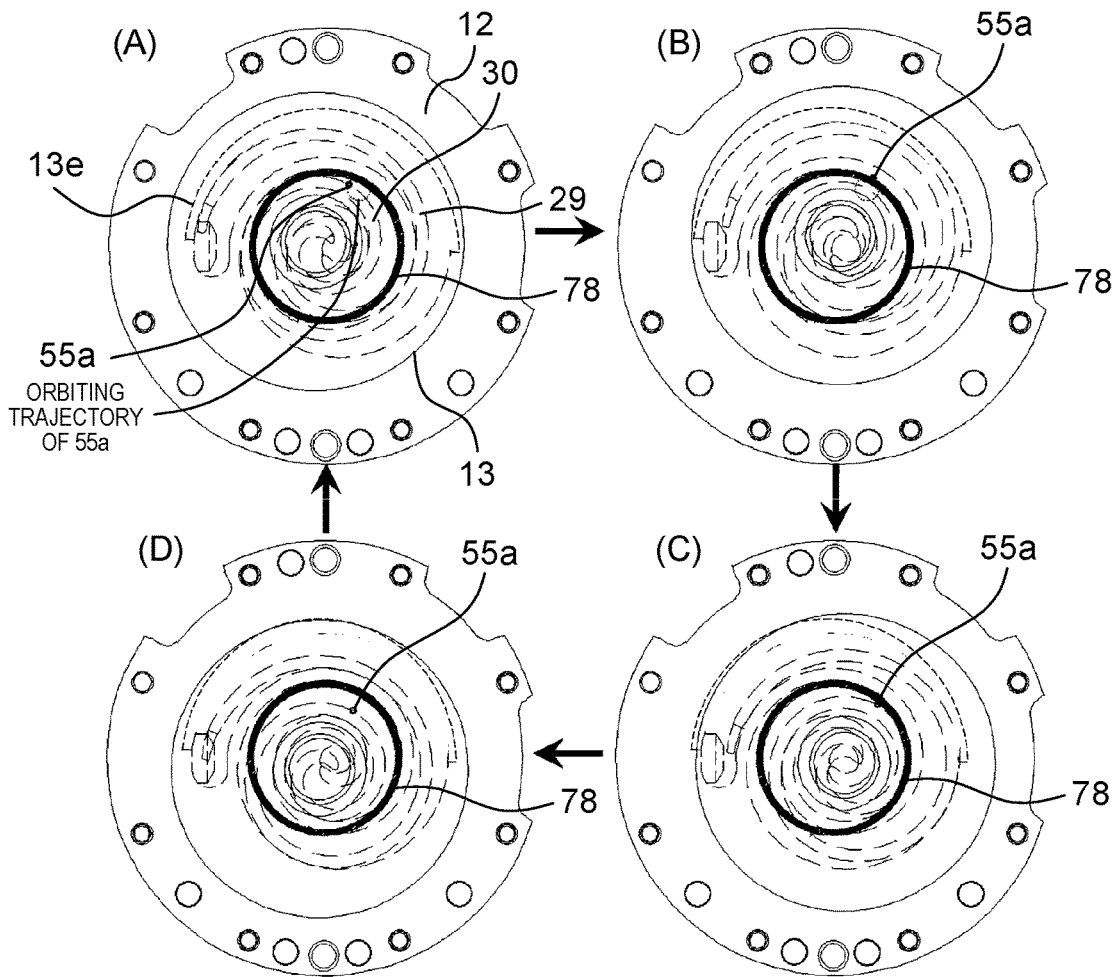 (A)
12
30
(B)
55a
13e
29
78
78
55a
ORBITING
TRAJECTORY
OF 55a
13
(D)
55a
(C)
55a
78
78